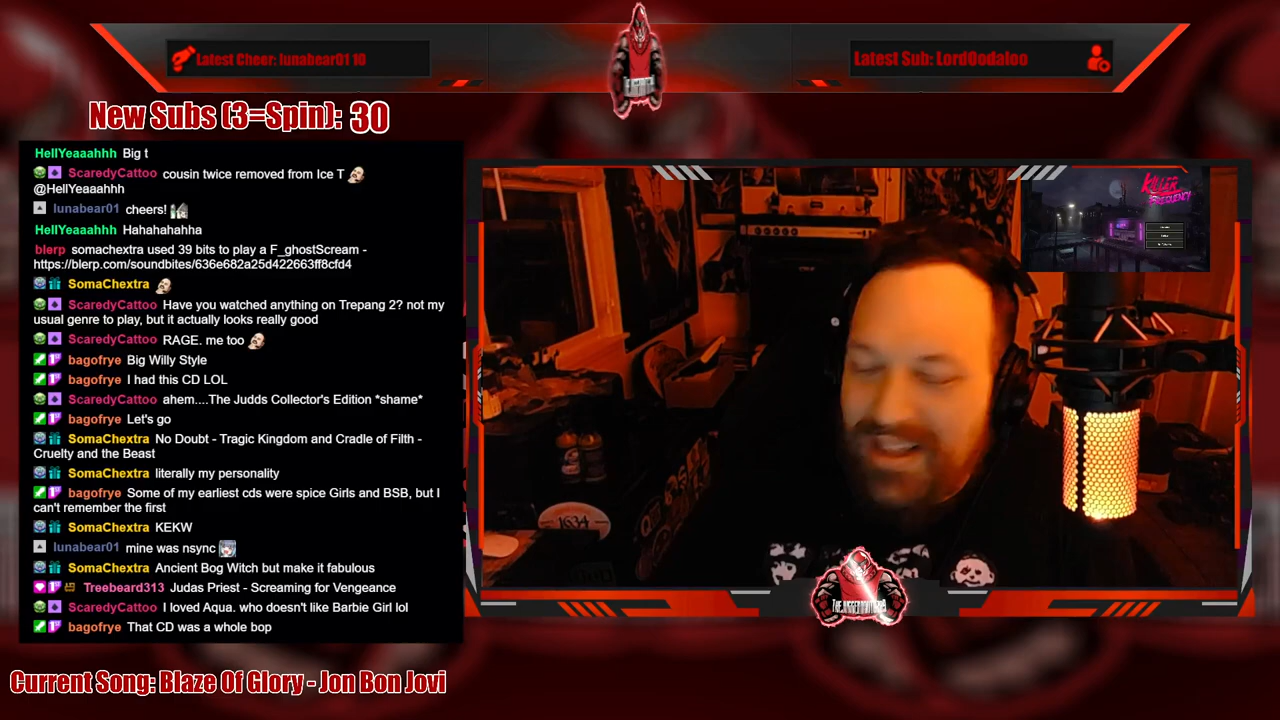 Latest Cheer: lunabear01 10
Latest Sub: LordOodaloo
New Subs (3=Spin): 30
HellYeaaahhh Big t
ScaredyCattoo cousin twice removed from Ice T
@HellYeaaahhh
lunabear01 cheers!
HellYeaaahhh Hahahahahha
blerp somachextra used 39 bits to play a F_ghostScream -
https://blerp.com/soundbites/636e682a25d422663ff8cfd4
SomaChextra
ScaredyCattoo Have you watched anything on Trepang 2? not my
usual genre to play, but it actually looks really good
ScaredyCattoo RAGE. me too
bagofrye Big Willy Style
bagofrye I had this CD LOL
ScaredyCattoo ahem....The Judds Collector's Edition *shame*
bagofrye Let's go
SomaChextra No Doubt - Tragic Kingdom and Cradle of Filth -
Cruelty and the Beast
SomaChextra literally my personality
bagofrye Some of my earliest cds were spice Girls and BSB, but I
can't remember the first
SomaChextra KEKW
lunabear01 mine was nsync
SomaChextra Ancient Bog Witch but make it fabulous
Treebeard313 Judas Priest - Screaming for Vengeance
ScaredyCattoo I loved Aqua. who doesn't like Barbie Girl lol
bagofrye That CD was a whole bop
KILLER
FREQUENCY
1634
Current Song: Blaze Of Glory - Jon Bon Jovi